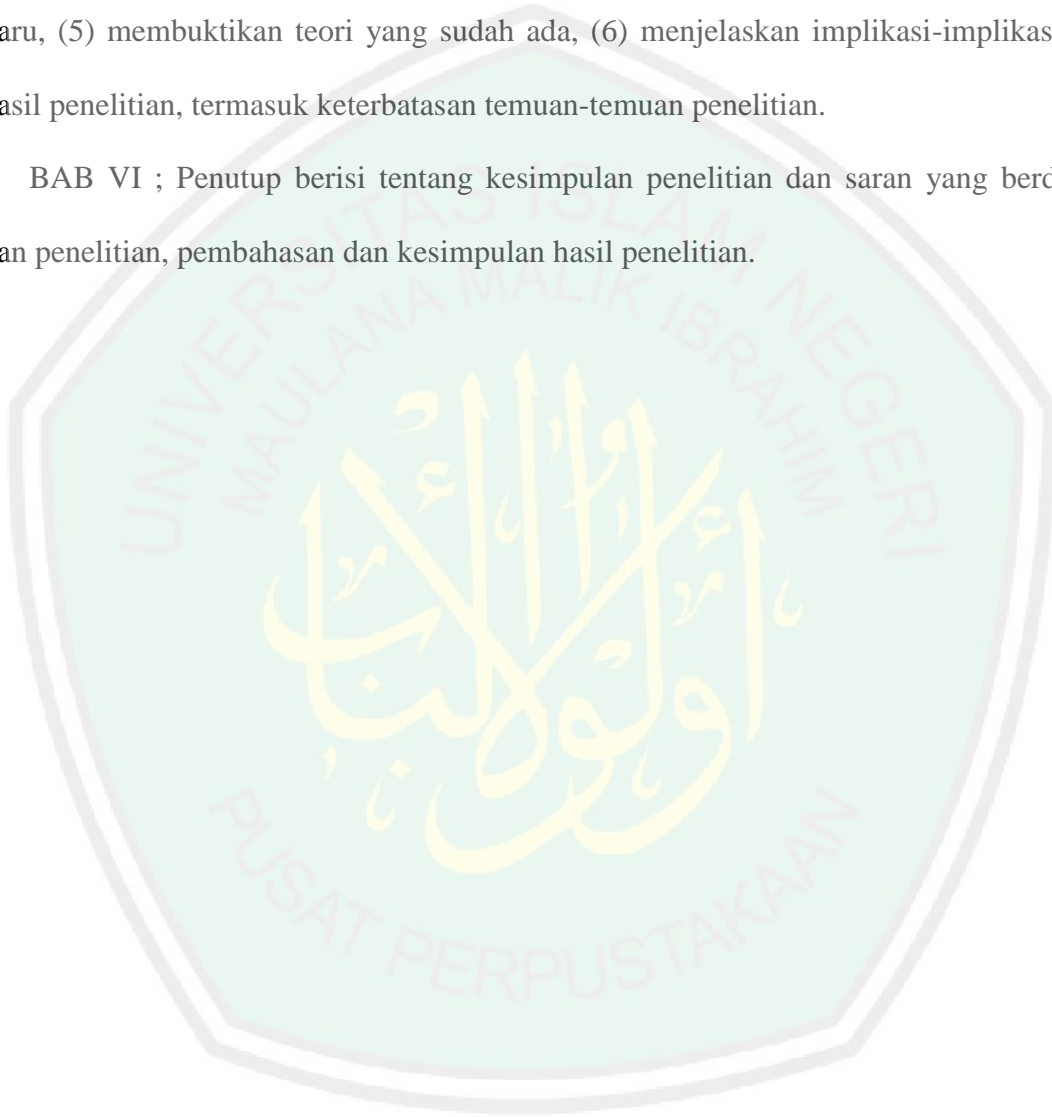 aru, (5) membuktikan teori yang sudah ada, (6) menjelaskan implikasi-implikas
asil penelitian, termasuk keterbatasan temuan-temuan penelitian.
BAB VI ; Penutup berisi tentang kesimpulan penelitian dan saran yang berd
an penelitian, pembahasan dan kesimpulan hasil penelitian.
UNIVERSITAS ISLAM NEGERI
MAULANA MALIK IBRAHIM
أولو الألباب
PUSAT PERPUSTAKAAN